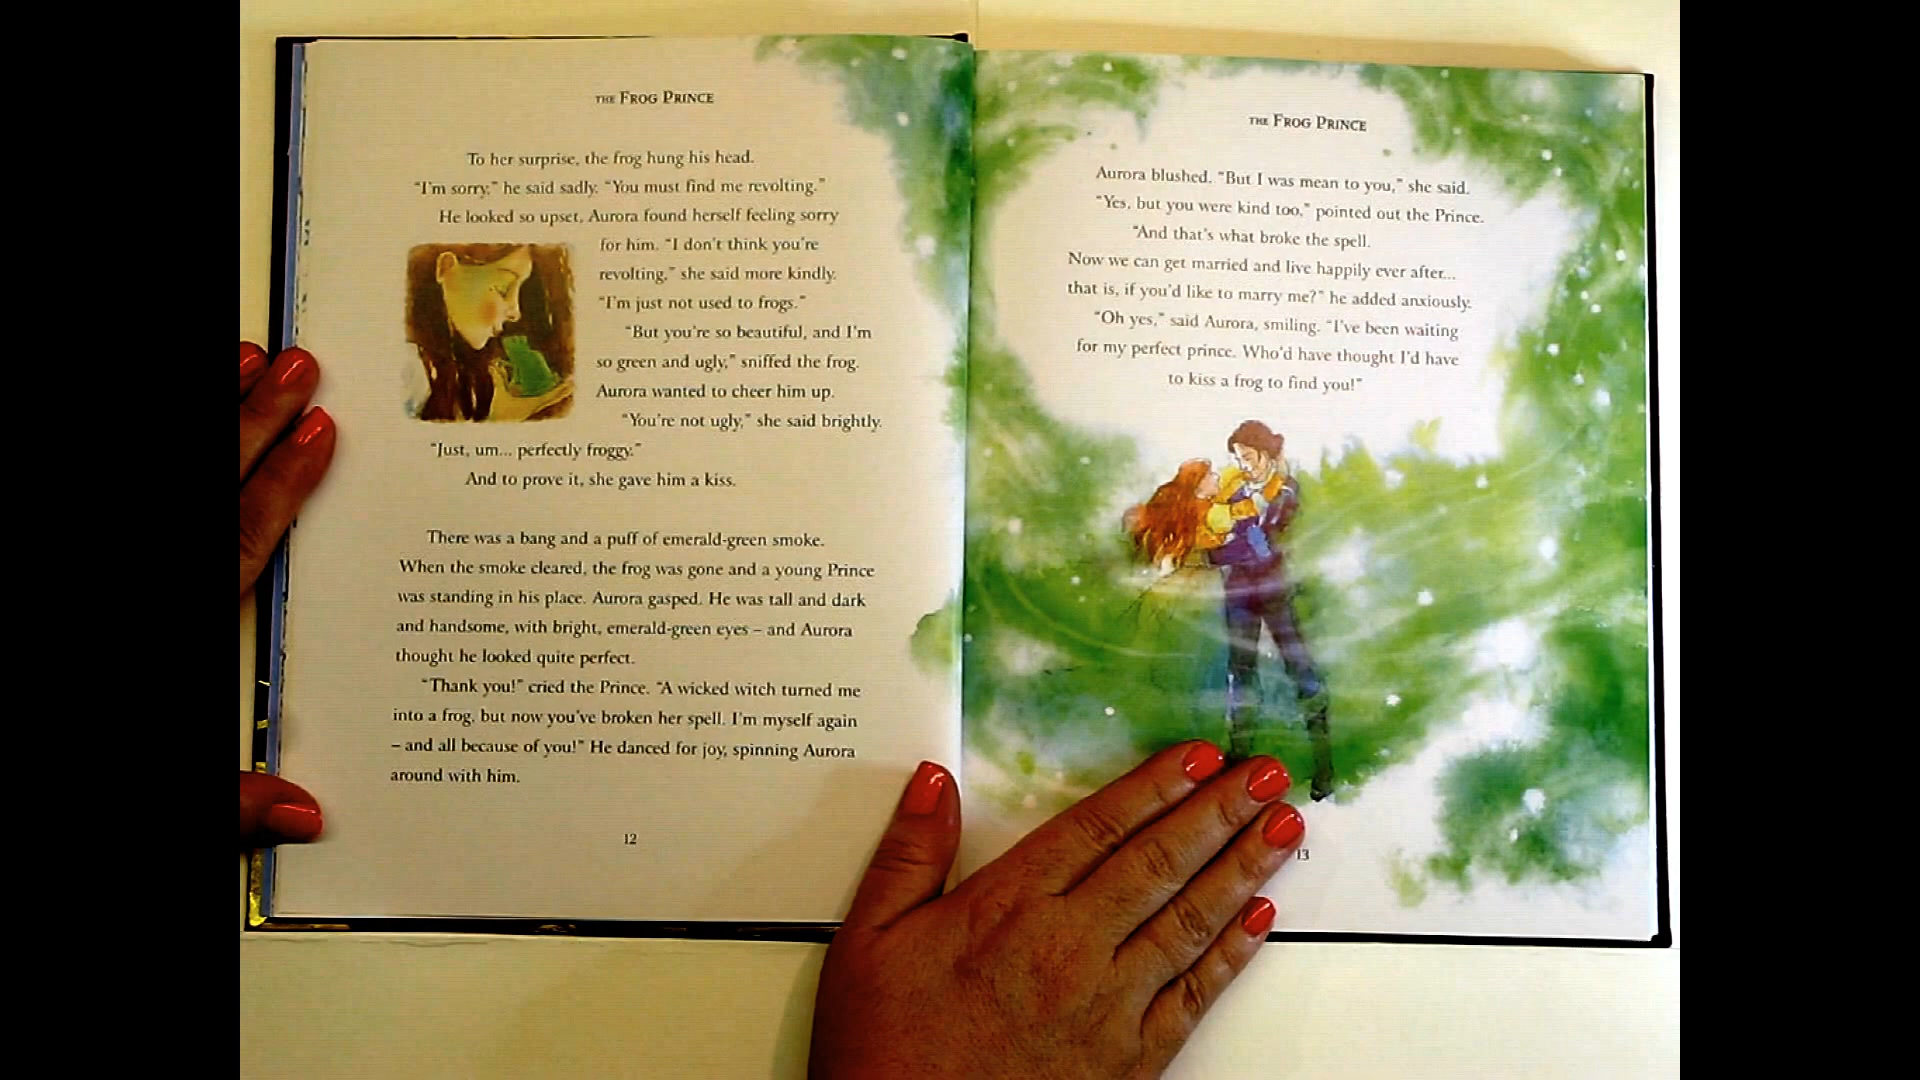 THE FROG PRINCE
To her surprise, the frog hung his head.
"I'm sorry," he said sadly. "You must find me revolting."
He looked so upset, Aurora found herself feeling sorry
for him. "I don't think you're
revolting," she said more kindly.
"I'm just not used to frogs."
"But you're so beautiful, and I'm
so green and ugly," sniffed the frog.
Aurora wanted to cheer him up.
"You're not ugly," she said brightly.
"Just, um... perfectly froggy."
And to prove it, she gave him a kiss.
There was a bang and a puff of emerald-green smoke.
When the smoke cleared, the frog was gone and a young Prince
was standing in his place. Aurora gasped. He was tall and dark
and handsome, with bright, emerald-green eyes – and Aurora
thought he looked quite perfect.
"Thank you!" cried the Prince. "A wicked witch turned me
into a frog, but now you've broken her spell. I'm myself again
– and all because of you!" He danced for joy, spinning Aurora
around with him.
12
THE FROG PRINCE
Aurora blushed. "But I was mean to you," she said.
"Yes, but you were kind too," pointed out the Prince.
"And that's what broke the spell.
Now we can get married and live happily ever after...
that is, if you'd like to marry me?" he added anxiously.
"Oh yes," said Aurora, smiling. "I've been waiting
for my perfect prince. Who'd have thought I'd have
to kiss a frog to find you!"
13